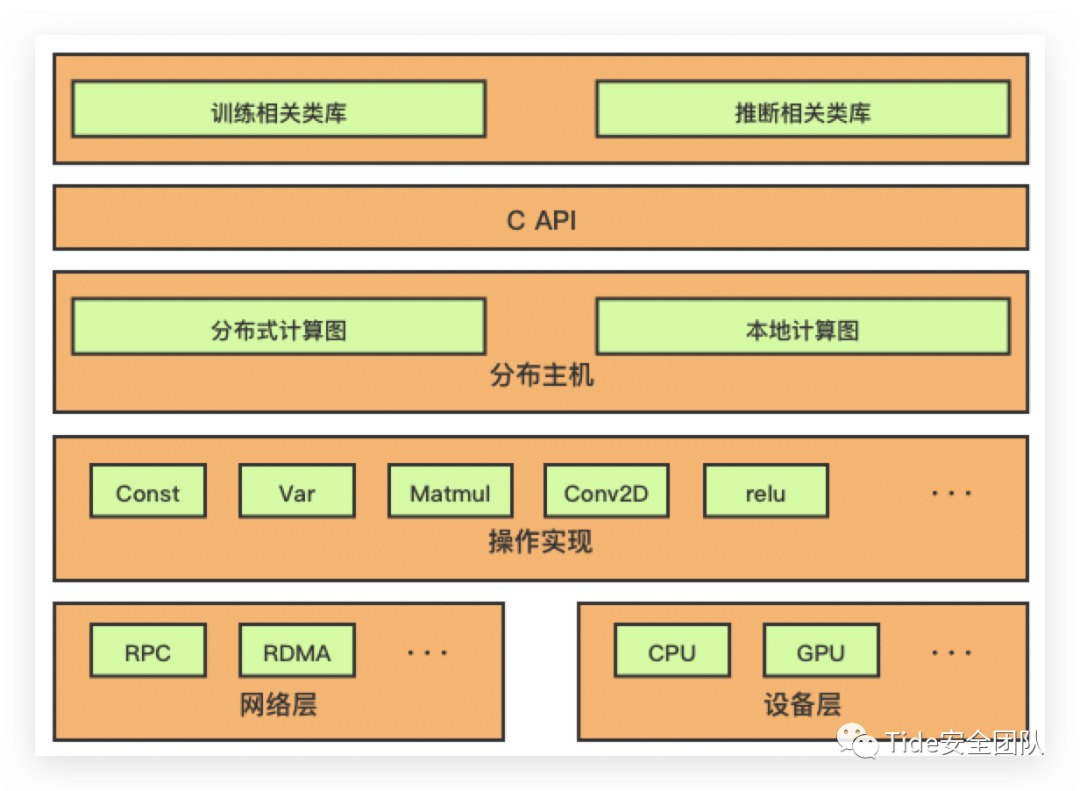 训练相关类库 推断相关类库
C API
分布式计算图 本地计算图
分布主机
Const Var Matmul Conv2D relu ···
操作实现
RPC RDMA ··· CPU GPU ···
网络层 设备层
Tide安全团队